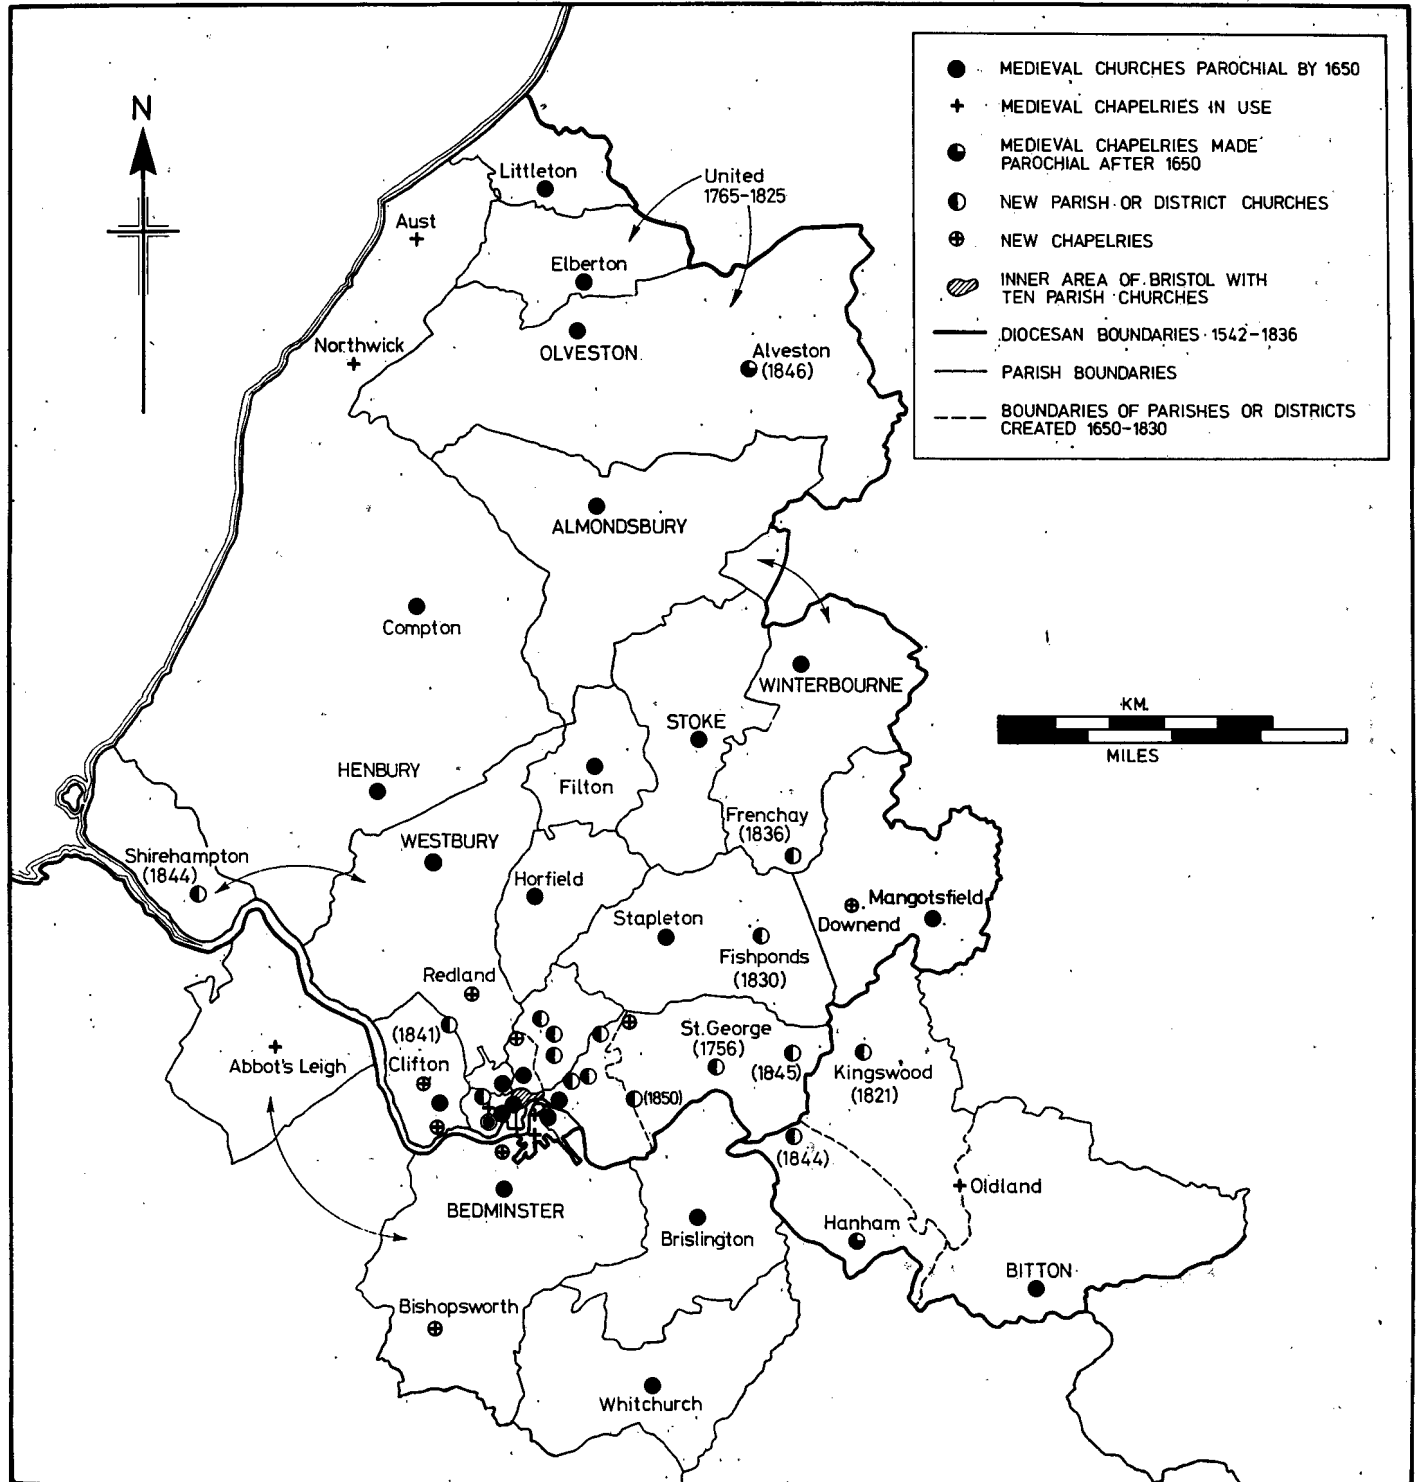 N
MEDIEVAL CHURCHES PAROCHIAL BY 1650
MEDIEVAL CHAPELRIES IN USE
MEDIEVAL CHAPELRIES MADE
PAROCHIAL AFTER 1650
NEW PARISH OR DISTRICT CHURCHES
NEW CHAPELRIES
INNER AREA OF BRISTOL WITH
TEN PARISH CHURCHES
DIOCESAN BOUNDARIES 1542-1836
PARISH BOUNDARIES
BOUNDARIES OF PARISHES OR DISTRICTS
CREATED 1650-1830
Littleton
United
1765-1825
Aust
Elberton
Northwick
OLVESTON
Alveston
(1846)
ALMONDSBURY
Compton
WINTERBOURNE
STOKE
KM.
MILES
HENBURY
Filton
Frenchay
(1836)
WESTBURY
Shirehampton
(1844)
Horfield
Stapleton
Mangotsfield
Downend
Fishponds
(1830)
Redland
(1841)
Clifton
St. George
(1756)
(1845)
Kingswood
(1821)
Abbot's Leigh
(1850)
(1844)
Oldland
BEDMINSTER
Brislington
Hanham
BITTON
Bishopsworth
Whitchurch